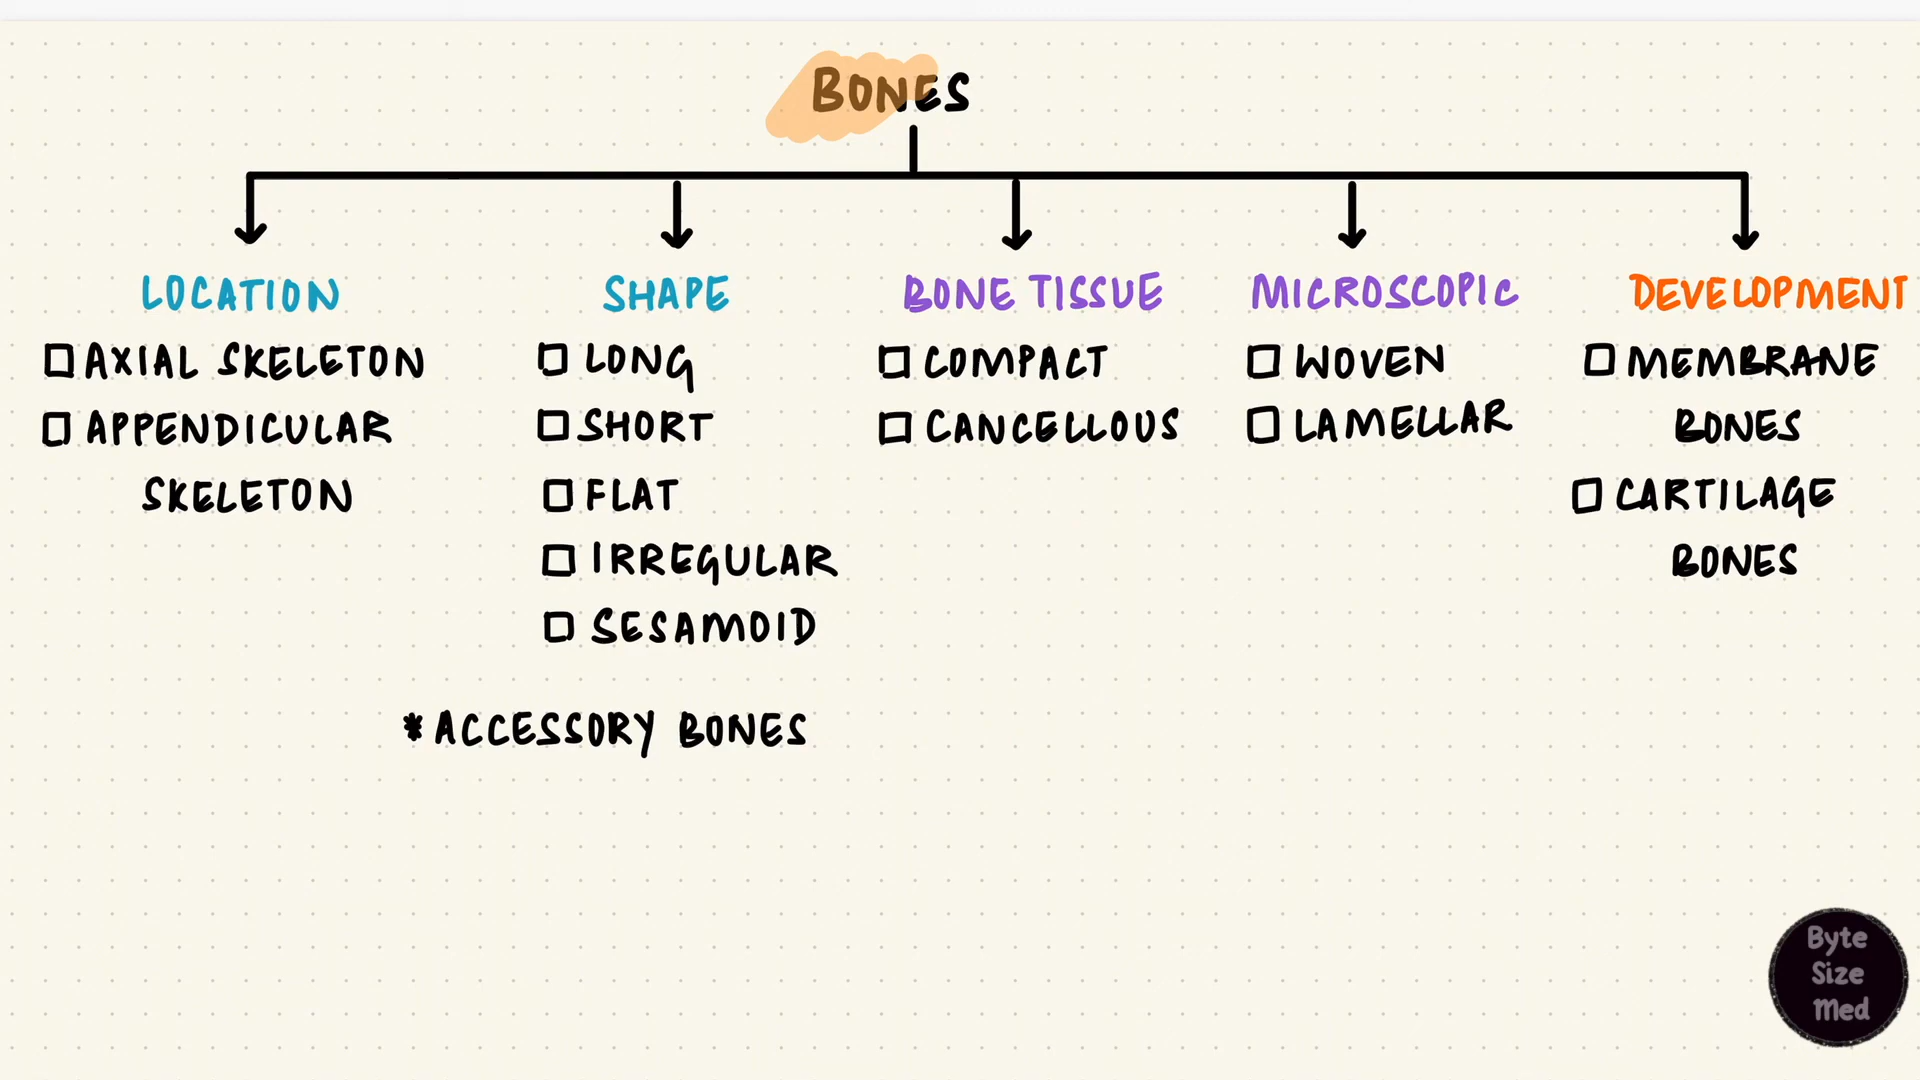 BONES
LOCATION
AXIAL SKELETON
APPENDICULAR
SKELETON
SHAPE
LONG
SHORT
FLAT
IRREGULAR
SESAMOID
*ACCESSORY BONES
BONE TISSUE
COMPACT
CANCELLOUS
MICROSCOPIC
WOVEN
LAMELLAR
DEVELOPMENT
MEMBRANE
BONES
CARTILAGE
BONES
Byte
Size
Med